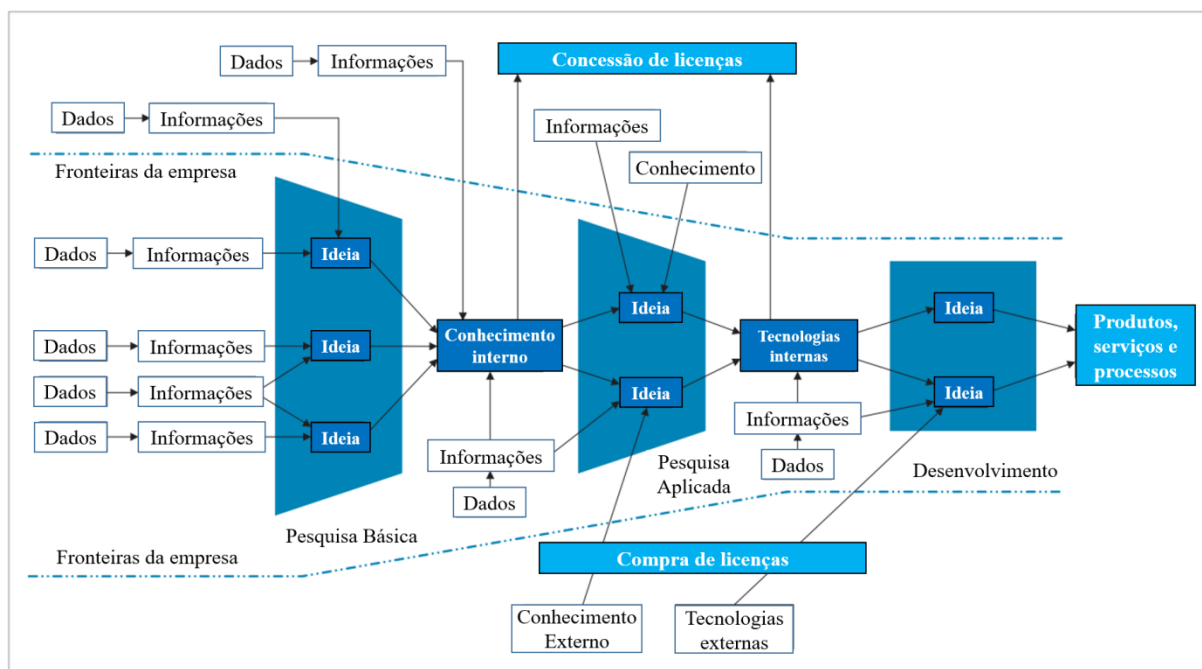 Dados
Informações
Concessão de licenças
Dados
Informações
Informações
Conhecimento
Fronteiras da empresa
Dados
Informações
Ideia
Ideia
Ideia
Dados
Informações
Ideia
Conhecimento
interno
Tecnologias
internas
Produtos,
serviços e
processos
Dados
Informações
Ideia
Ideia
Dados
Informações
Ideia
Informações
Informações
Dados
Dados
Pesquisa
Aplicada
Desenvolvimento
Pesquisa Básica
Fronteiras da empresa
Compra de licenças
Conhecimento
Externo
Tecnologias
externas